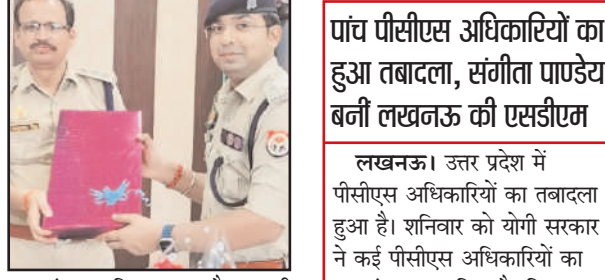 पांच पीसीएस अधिकारियों का
हुआ तबादला, संगीता पाण्डेय
बनीं लखनऊ की एसडीएम
लखनऊ। उत्तर प्रदेश में
पीसीएस अधिकारियों का तबादला
हुआ है। शनिवार को योगी सरकार
ने कई पीसीएस अधिकारियों का